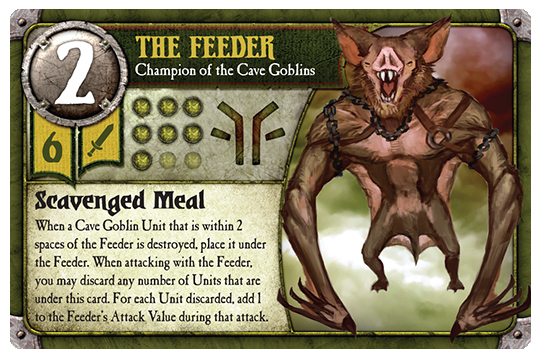 2
THE FEEDER
Champion of the Cave Goblins
6
Scavenged Meal
When a Cave Goblin Unit that is within 2
spaces of the Feeder is destroyed, place it under
the Feeder. When attacking with the Feeder,
you may discard any number of Units that are
under this card. For each Unit discarded, add 1
to the Feeder's Attack Value during that attack.